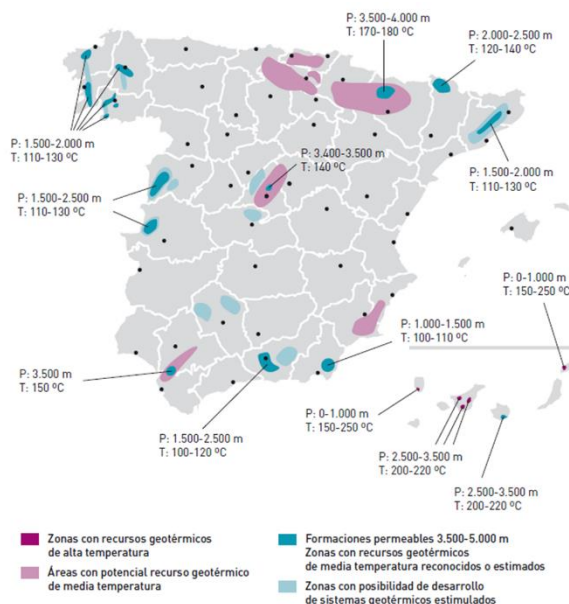 P: 3.500-4.000 m
T: 170-180 ºC
P: 2.000-2.500 m
T: 120-140 ºC
P: 1.500-2.000 m
T: 110-130 ºC
P: 3.400-3.500 m
T: 140 ºC
P: 1.500-2.000 m
T: 110-130 ºC
P: 1.500-2.500 m
T: 110-130 ºC
P: 0-1.000 m
T: 150-250 ºC
P: 1.000-1.500 m
T: 100-110 ºC
P: 3.500 m
T: 150 ºC
P: 0-1.000 m
T: 150-250 ºC
P: 1.500-2.500 m
T: 100-120 ºC
P: 2.500-3.500 m
T: 200-220 ºC
P: 2.500-3.500 m
T: 200-220 ºC
Zonas con recursos geotérmicos
de alta temperatura
Áreas con potencial recurso geotérmico
de media temperatura
Formaciones permeables 3.500-5.000 m
Zonas con recursos geotérmicos
de media temperatura reconocidos o estimados
Zonas con posibilidad de desarrollo
de sistemas geotérmicos estimulados